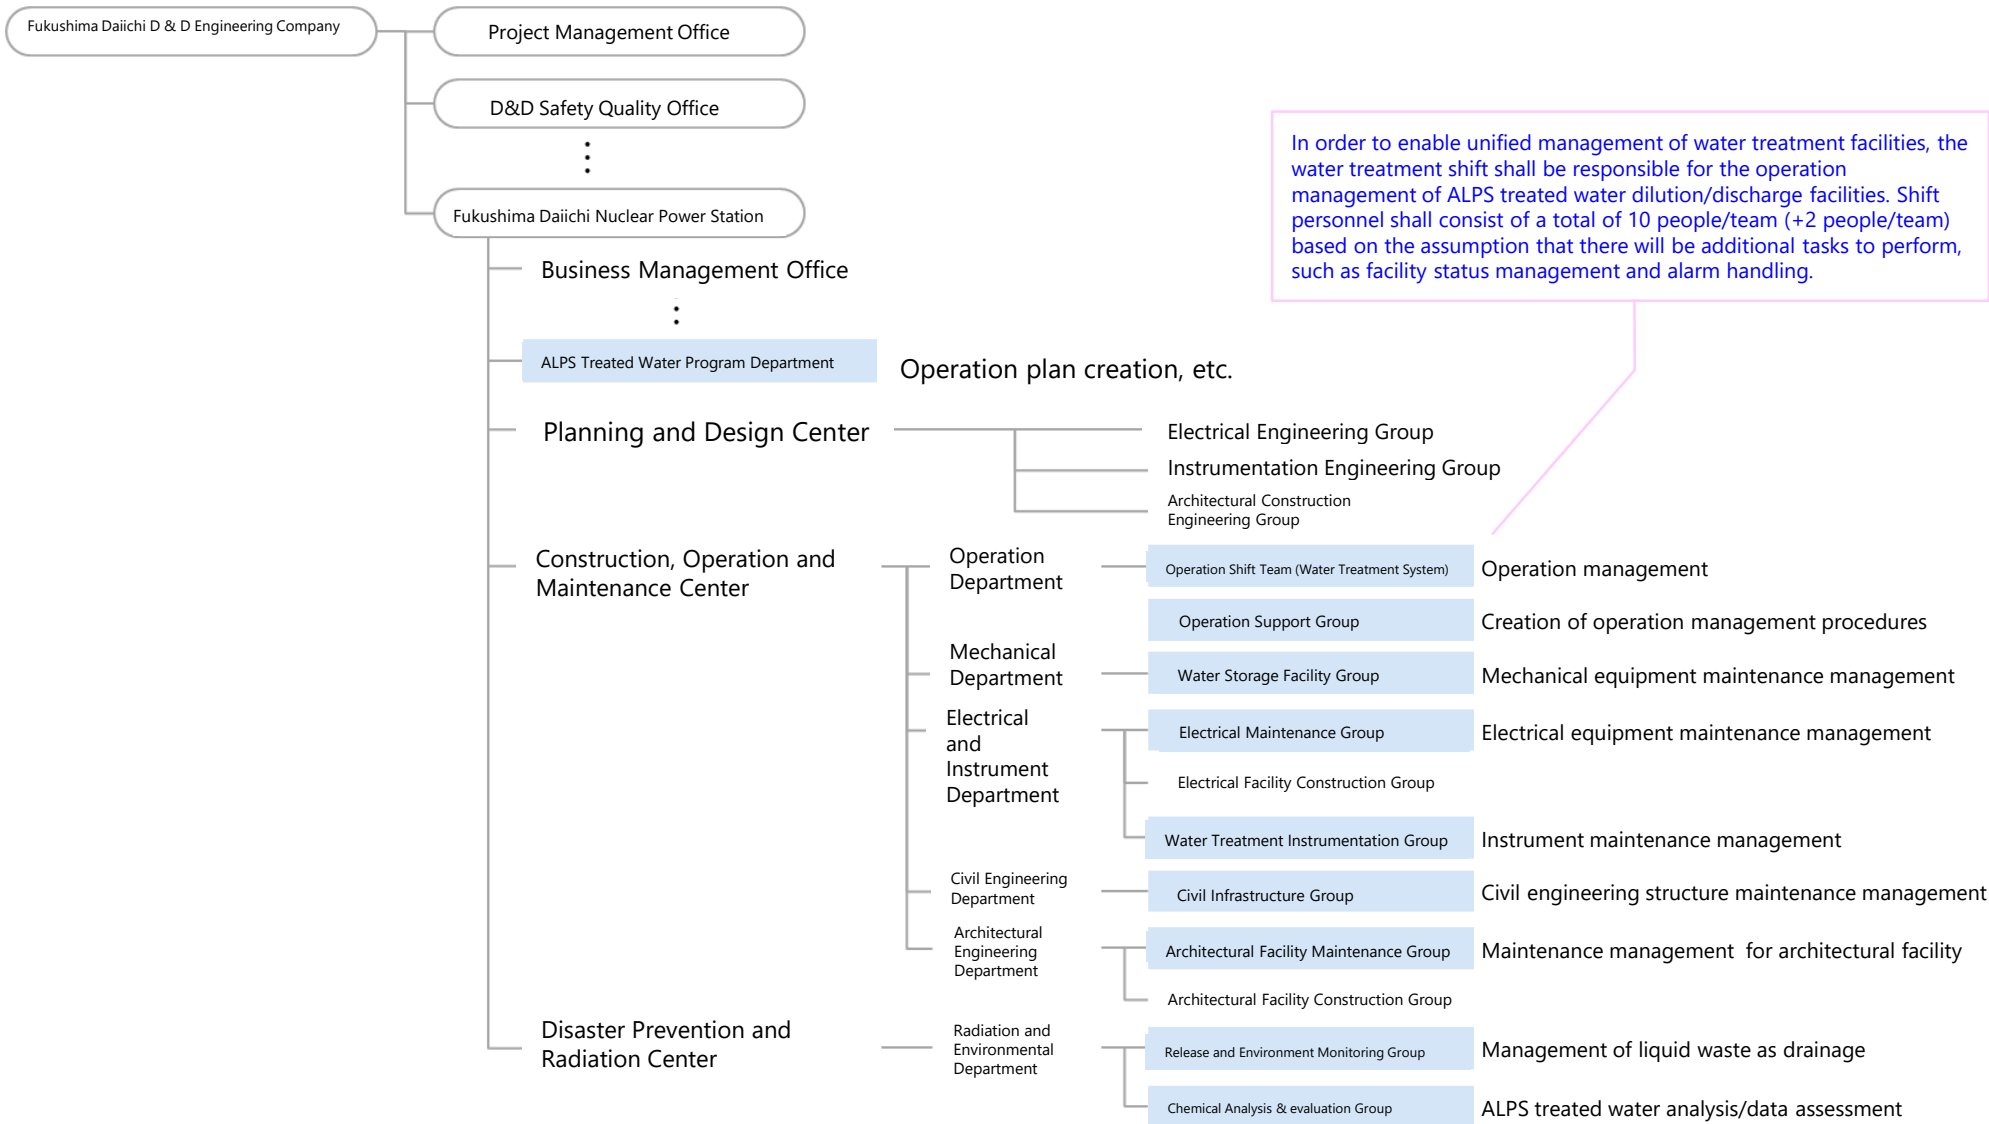 Fukushima Daiichi D & D Engineering Company
Project Management Office
D&D Safety Quality Office
Fukushima Daiichi Nuclear Power Station
In order to enable unified management of water treatment facilities, the
water treatment shift shall be responsible for the operation
management of ALPS treated water dilution/discharge facilities. Shift
personnel shall consist of a total of 10 people/team (+2 people/team)
based on the assumption that there will be additional tasks to perform,
such as facility status management and alarm handling.
Business Management Office
ALPS Treated Water Program Department
Operation plan creation, etc.
Planning and Design Center
Electrical Engineering Group
Instrumentation Engineering Group
Architectural Construction
Engineering Group
Construction, Operation and
Maintenance Center
Operation
Department
Operation Shift Team (Water Treatment System)
Operation management
Operation Support Group
Creation of operation management procedures
Mechanical
Department
Water Storage Facility Group
Mechanical equipment maintenance management
Electrical
and
Instrument
Department
Electrical Maintenance Group
Electrical equipment maintenance management
Electrical Facility Construction Group
Water Treatment Instrumentation Group
Instrument maintenance management
Civil Engineering
Department
Civil Infrastructure Group
Civil engineering structure maintenance management
Architectural
Engineering
Department
Architectural Facility Maintenance Group
Maintenance management  for architectural facility
Architectural Facility Construction Group
Disaster Prevention and
Radiation Center
Radiation and
Environmental
Department
Release and Environment Monitoring Group
Management of liquid waste as drainage
Chemical Analysis & evaluation Group
ALPS treated water analysis/data assessment